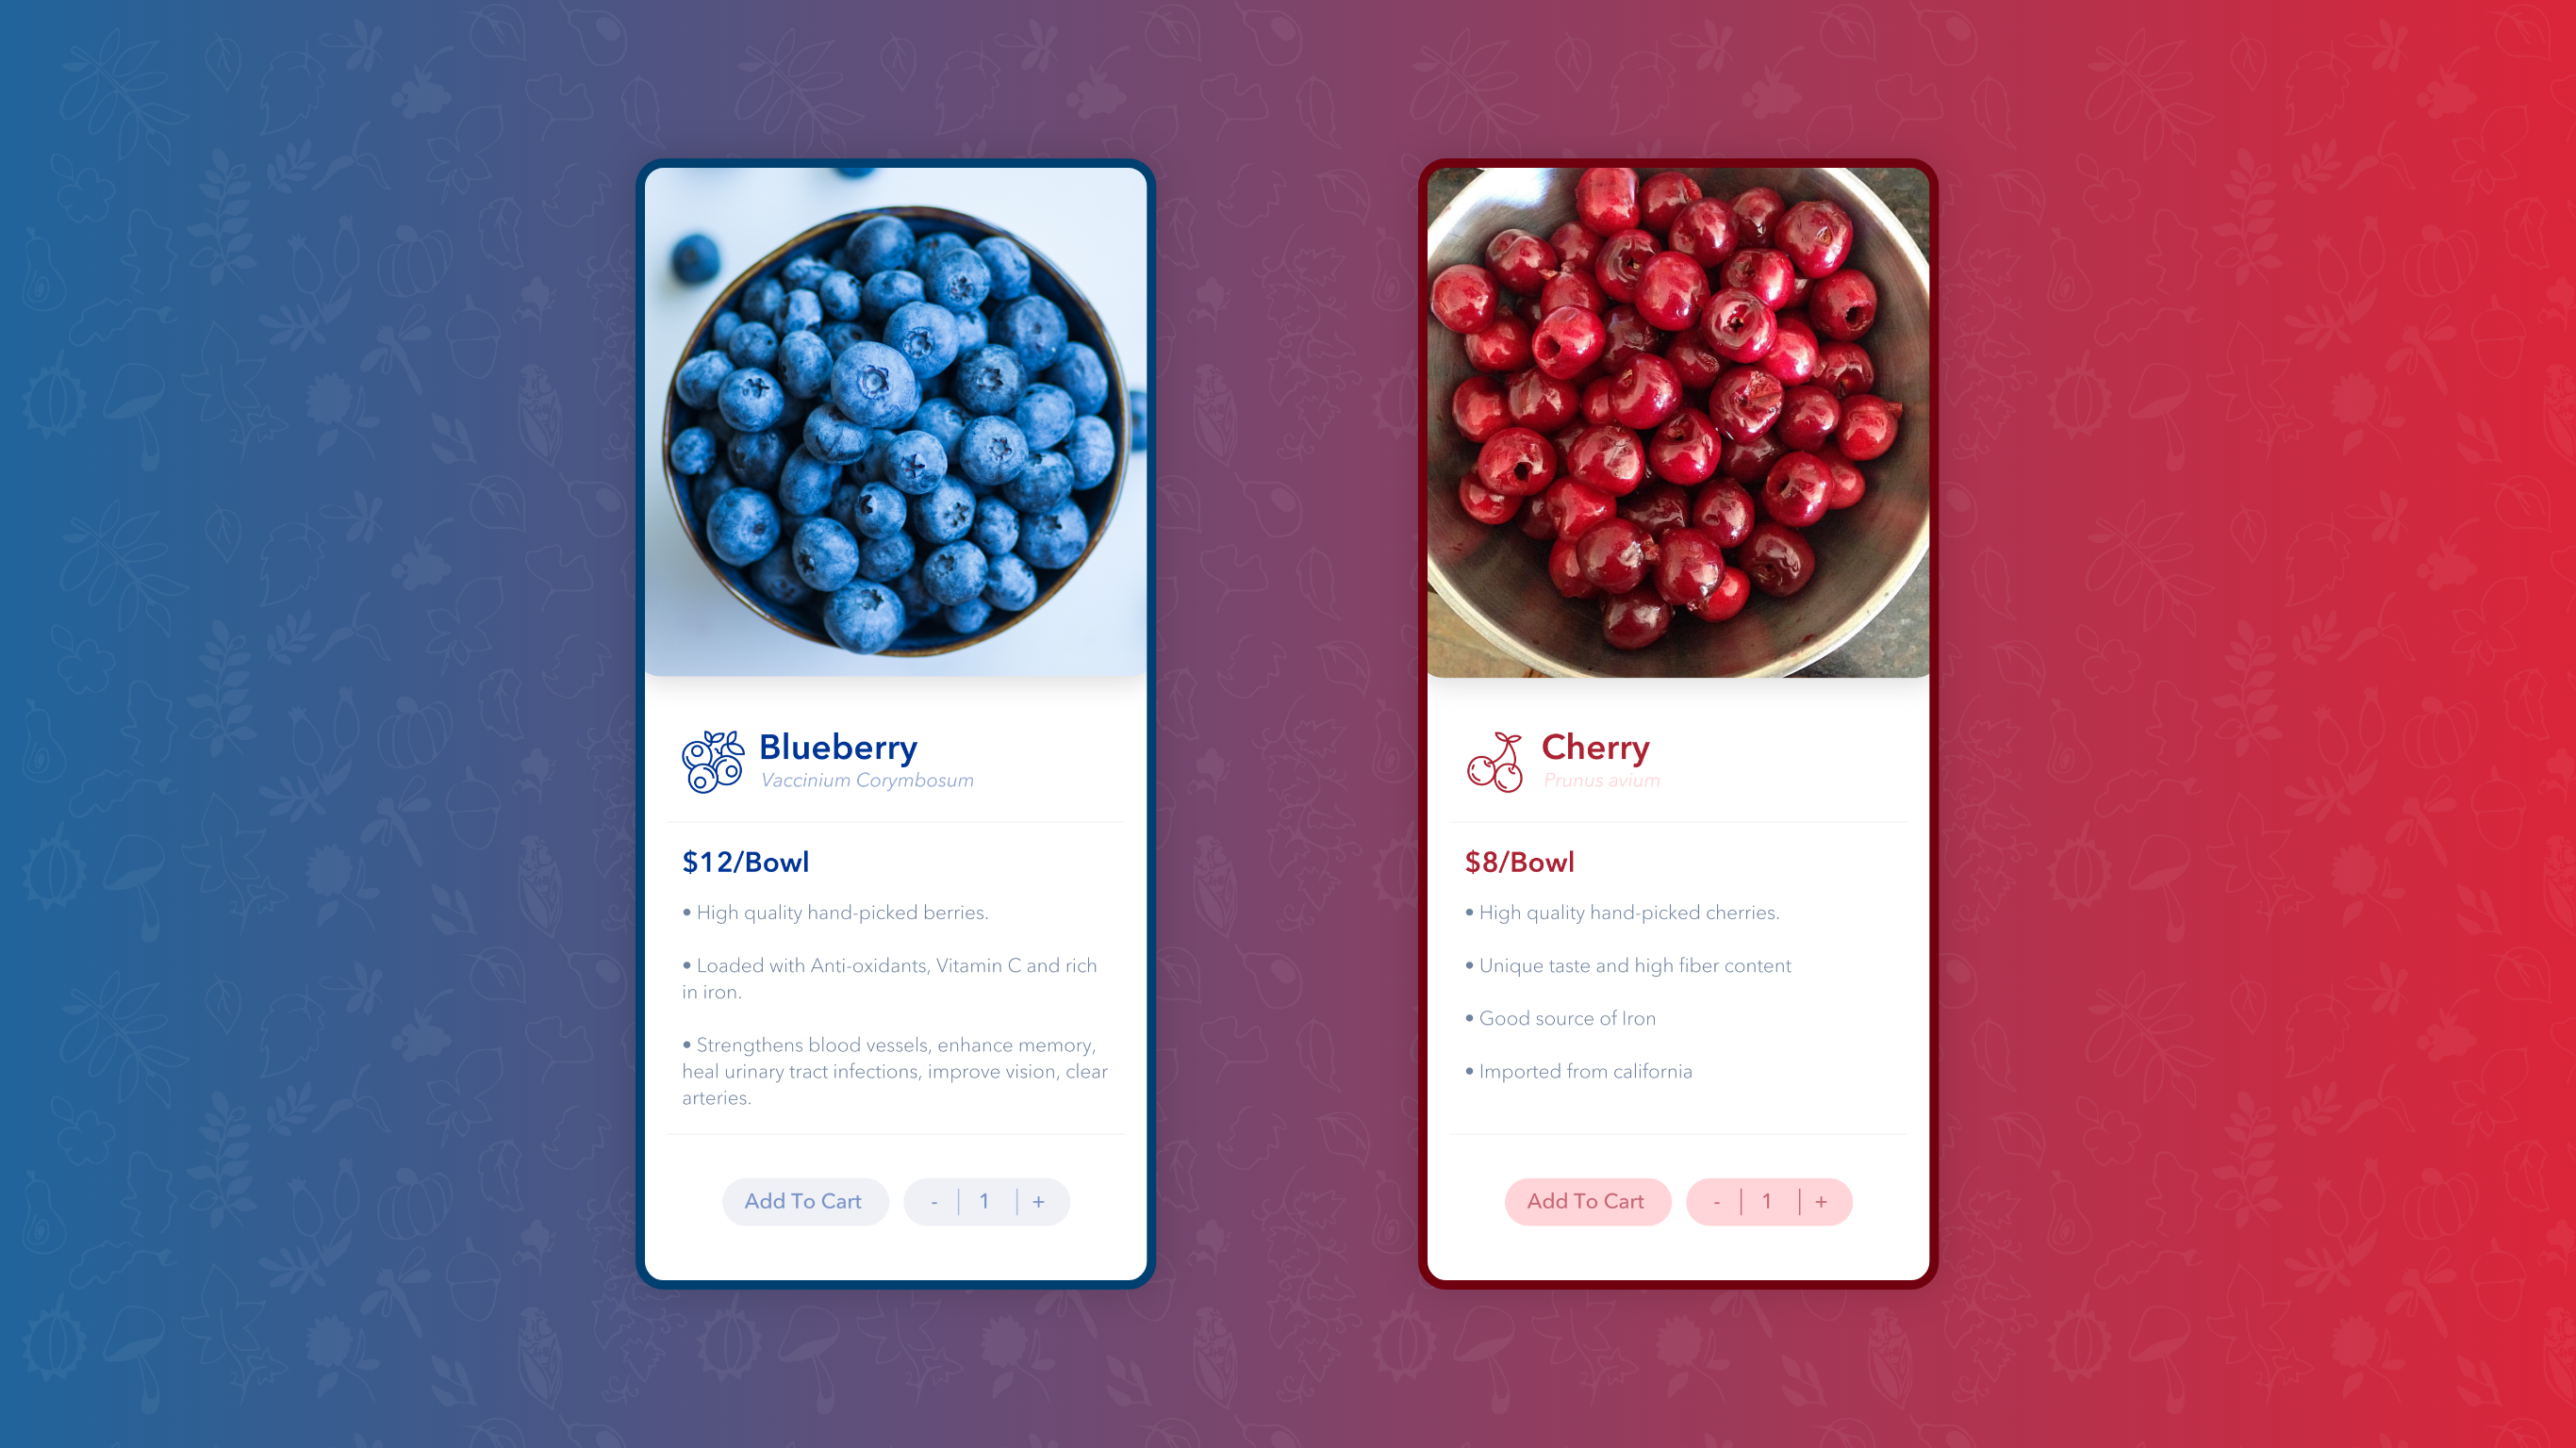 Blueberry
Vaccinium Corymbosum
$12/Bowl
• High quality hand-picked berries.
• Loaded with Anti-oxidants, Vitamin C and rich
in iron.
• Strengthens blood vessels, enhance memory,
heal urinary tract infections, improve vision, clear
arteries.
Add To Cart
- | 1 | +
Cherry
Prunus avium
$8/Bowl
• High quality hand-picked cherries.
• Unique taste and high fiber content
• Good source of Iron
• Imported from california
Add To Cart
- | 1 | +